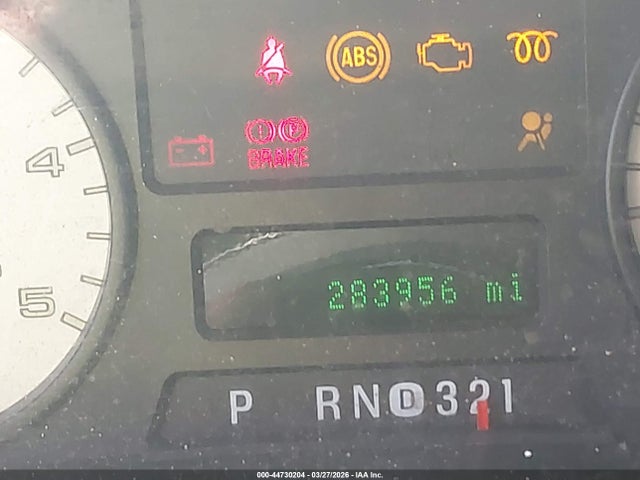 ABS
4
P
BRAKE
5
283956 mi
P RND321
000-44730204 - 03/27/2026 - IAA Inc.